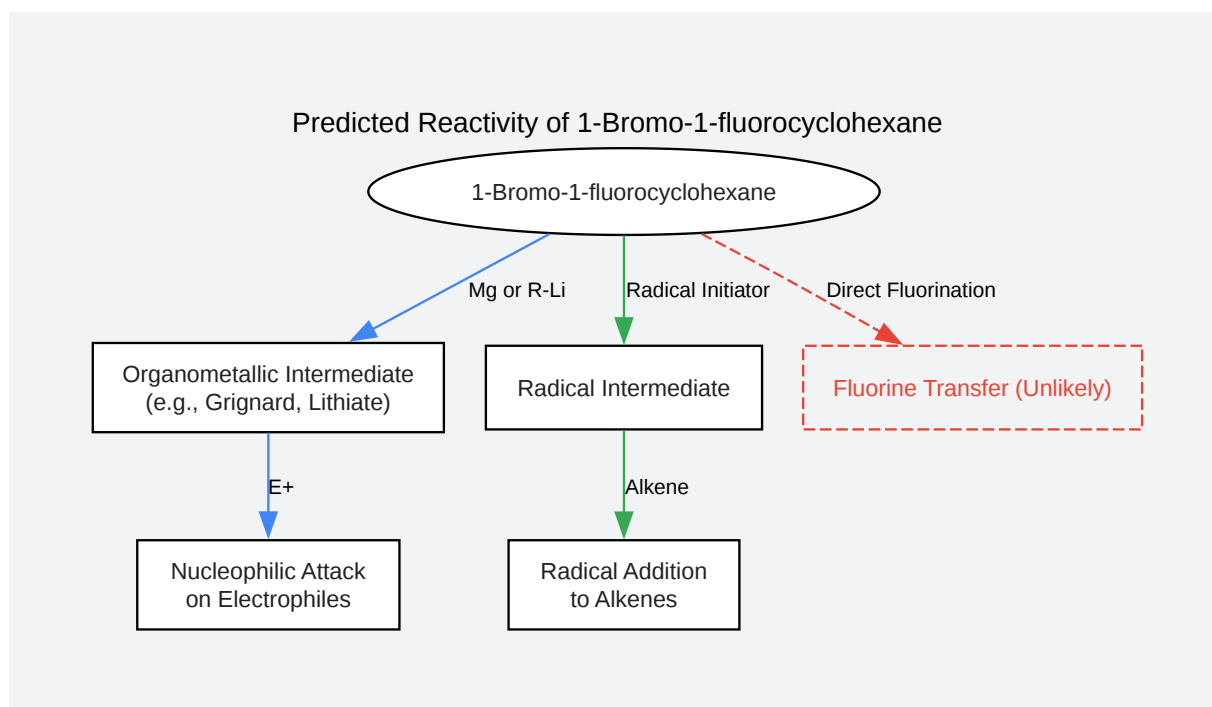 Predicted Reactivity of 1-Bromo-1-fluorocyclohexane
1-Bromo-1-fluorocyclohexane
Mg or R-Li
Radical Initiator
Direct Fluorination
Organometallic Intermediate
(e.g., Grignard, Lithiate)
Radical Intermediate
Fluorine Transfer (Unlikely)
E+
Alkene
Nucleophilic Attack
on Electrophiles
Radical Addition
to Alkenes